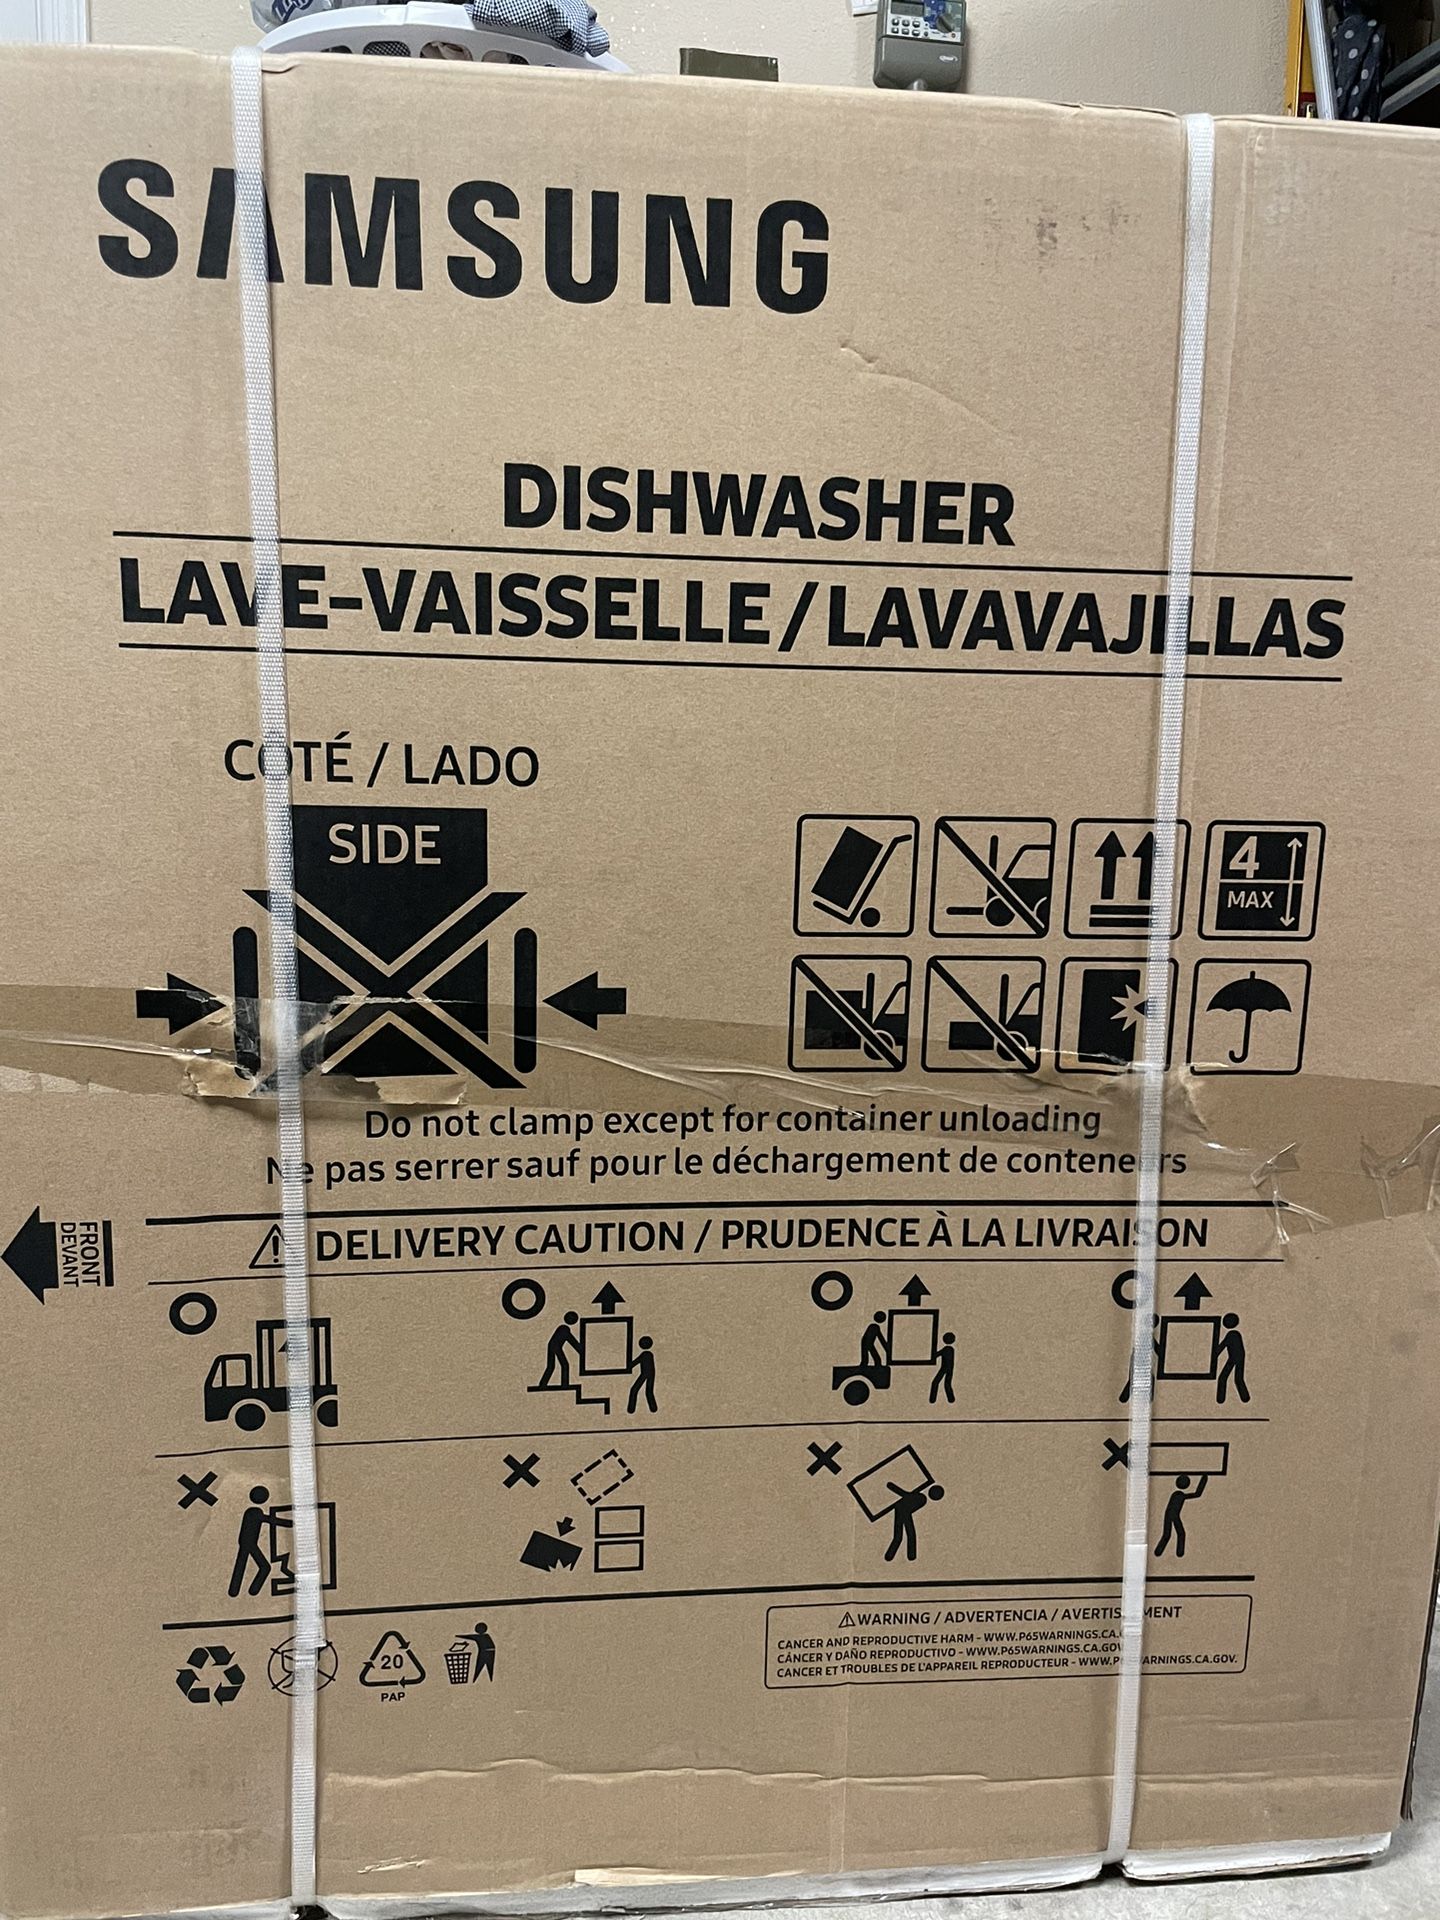 SAMSUNG
DISHWASHER
LAVE-VAISSELLE / LAVAVAJILLAS
COTÉ / LADO
SIDE
4
MAX
Do not clamp except for container unloading
Ne pas serrer sauf pour le déchargement de conteneurs
FRONT
DEVANT
DELIVERY CAUTION / PRUDENCE À LA LIVRAISON
20
PAP
WARNING / ADVERTENCIA / AVERTISSEMENT
CANCER AND REPRODUCTIVE HARM - WWW.P65WARNINGS.CA.
CÁNCER Y DAÑO REPRODUCTIVO - WWW.P65WARNINGS.CA.GOV
CANCER ET TROUBLES DE L'APPAREIL REPRODUCTEUR - WWW.P65WARNINGS.CA.GOV.